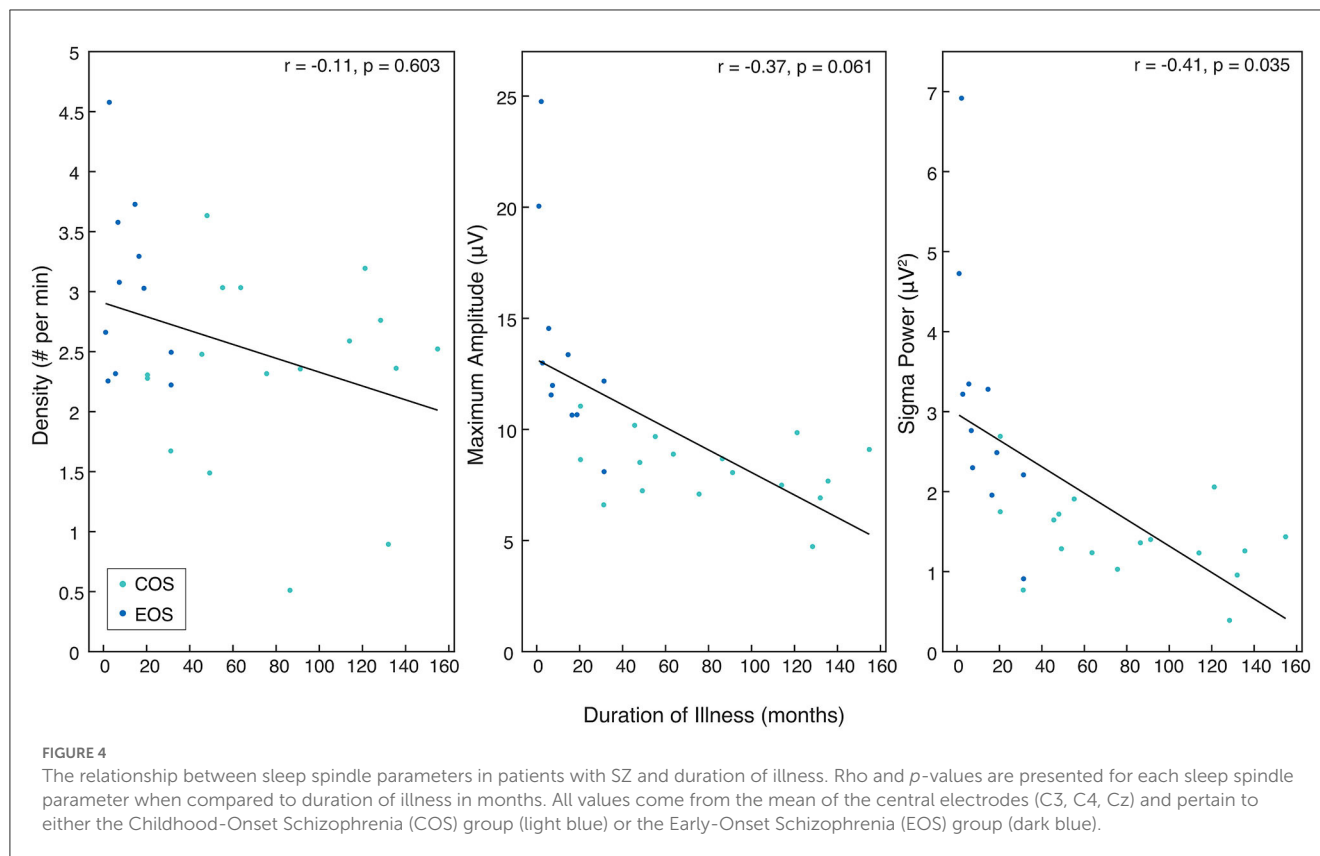 r = -0.11, p = 0.603
r = -0.37, p = 0.061
r = -0.41, p = 0.035
Density (# per min)
5
4.5
4
3.5
3
2.5
2
1.5
1
0.5
0
COS
EOS
0 20 40 60 80 100 120 140 160
Maximum Amplitude (µV)
25
20
15
10
5
0
0 20 40 60 80 100 120 140 160
Sigma Power (µV²)
7
6
5
4
3
2
1
0
0 20 40 60 80 100 120 140 160
Duration of Illness (months)
FIGURE 4
The relationship between sleep spindle parameters in patients with SZ and duration of illness. Rho and p-values are presented for each sleep spindle
parameter when compared to duration of illness in months. All values come from the mean of the central electrodes (C3, C4, Cz) and pertain to
either the Childhood-Onset Schizophrenia (COS) group (light blue) or the Early-Onset Schizophrenia (EOS) group (dark blue).